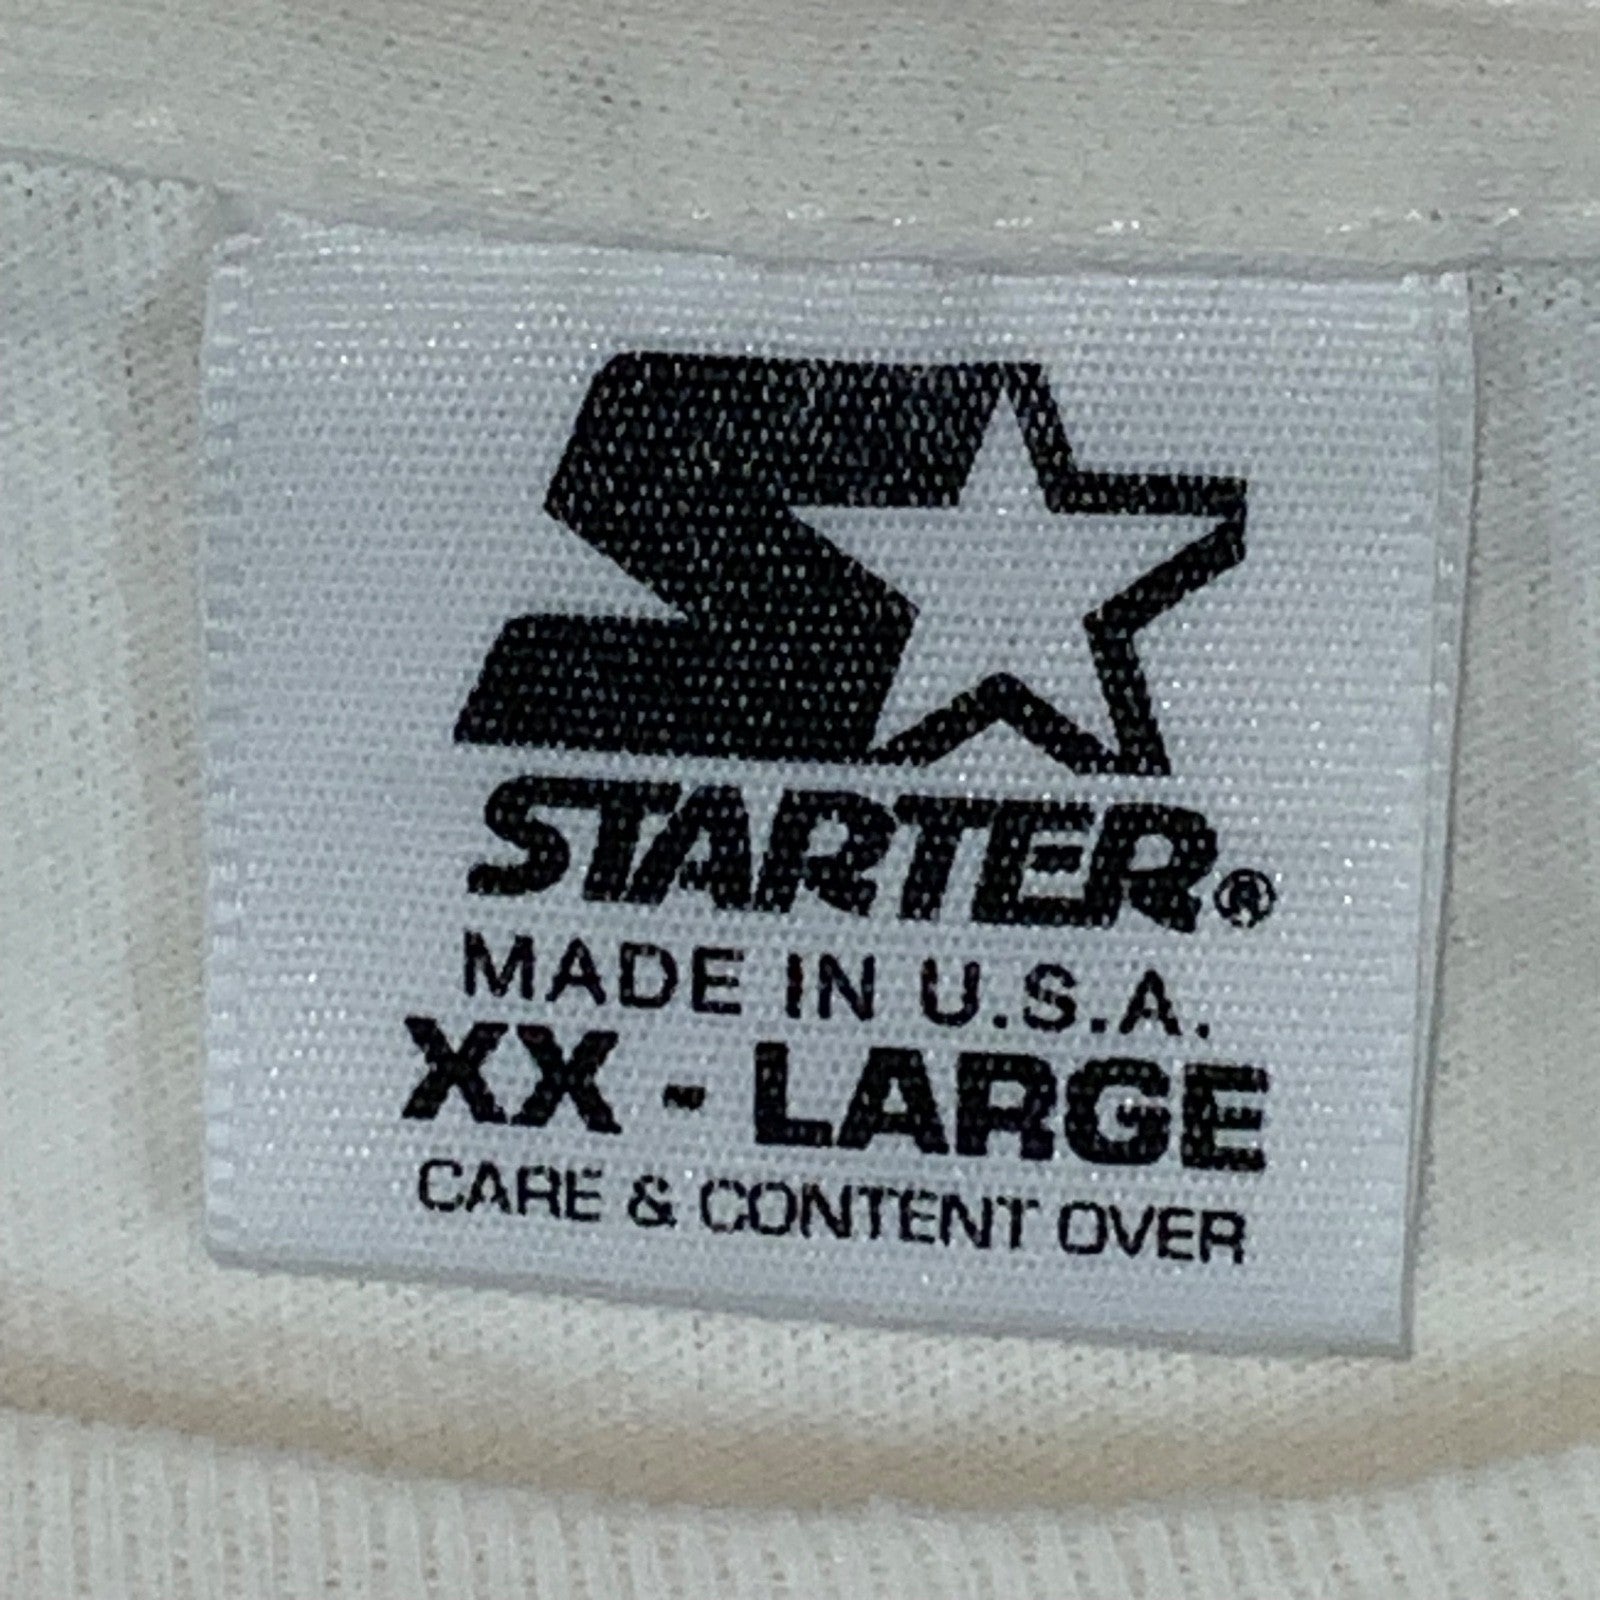 STARTER®
MADE IN U.S.A.
XX - LARGE
CARE & CONTENT OVER